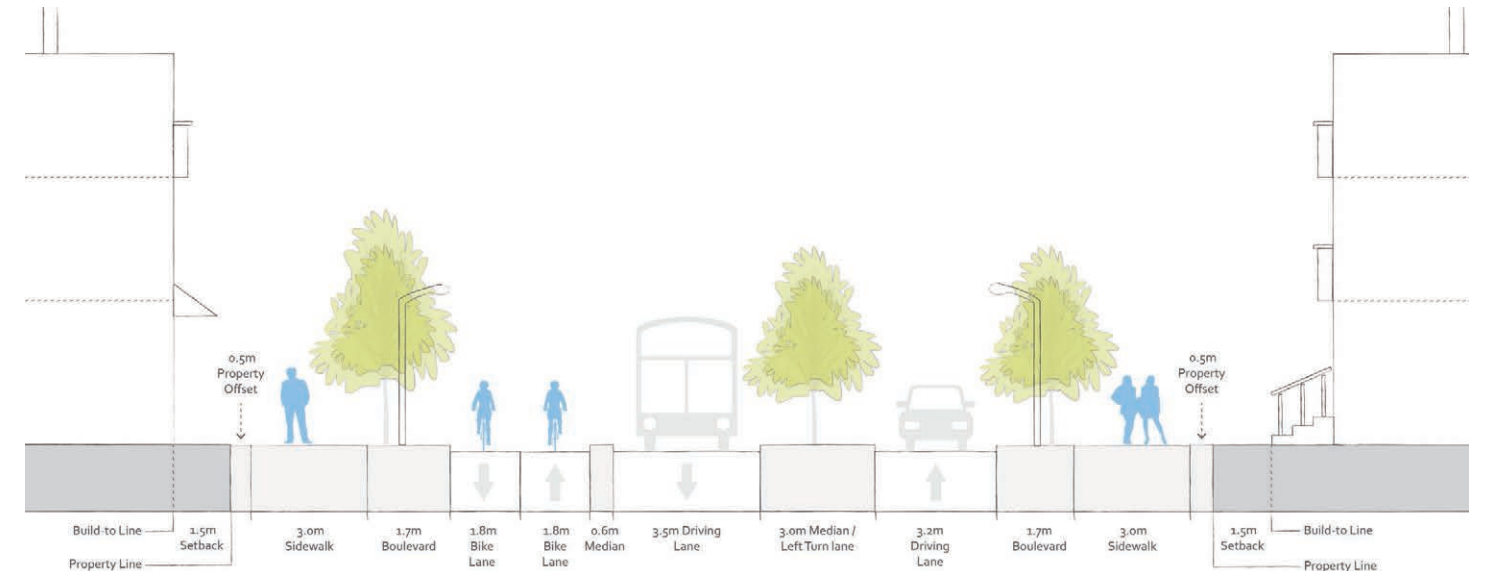 0.5m
Property
Offset
0.5m
Property
Offset
Build-to Line
1.5m
Setback
Property Line
3.0m
Sidewalk
1.7m
Boulevard
1.8m
Bike
Lane
1.8m
Bike
Lane
0.6m
Median
3.5m Driving
Lane
3.0m Median /
Left Turn lane
3.2m
Driving
Lane
1.7m
Boulevard
3.0m
Sidewalk
1.5m
Setback
Build-to Line
Property Line